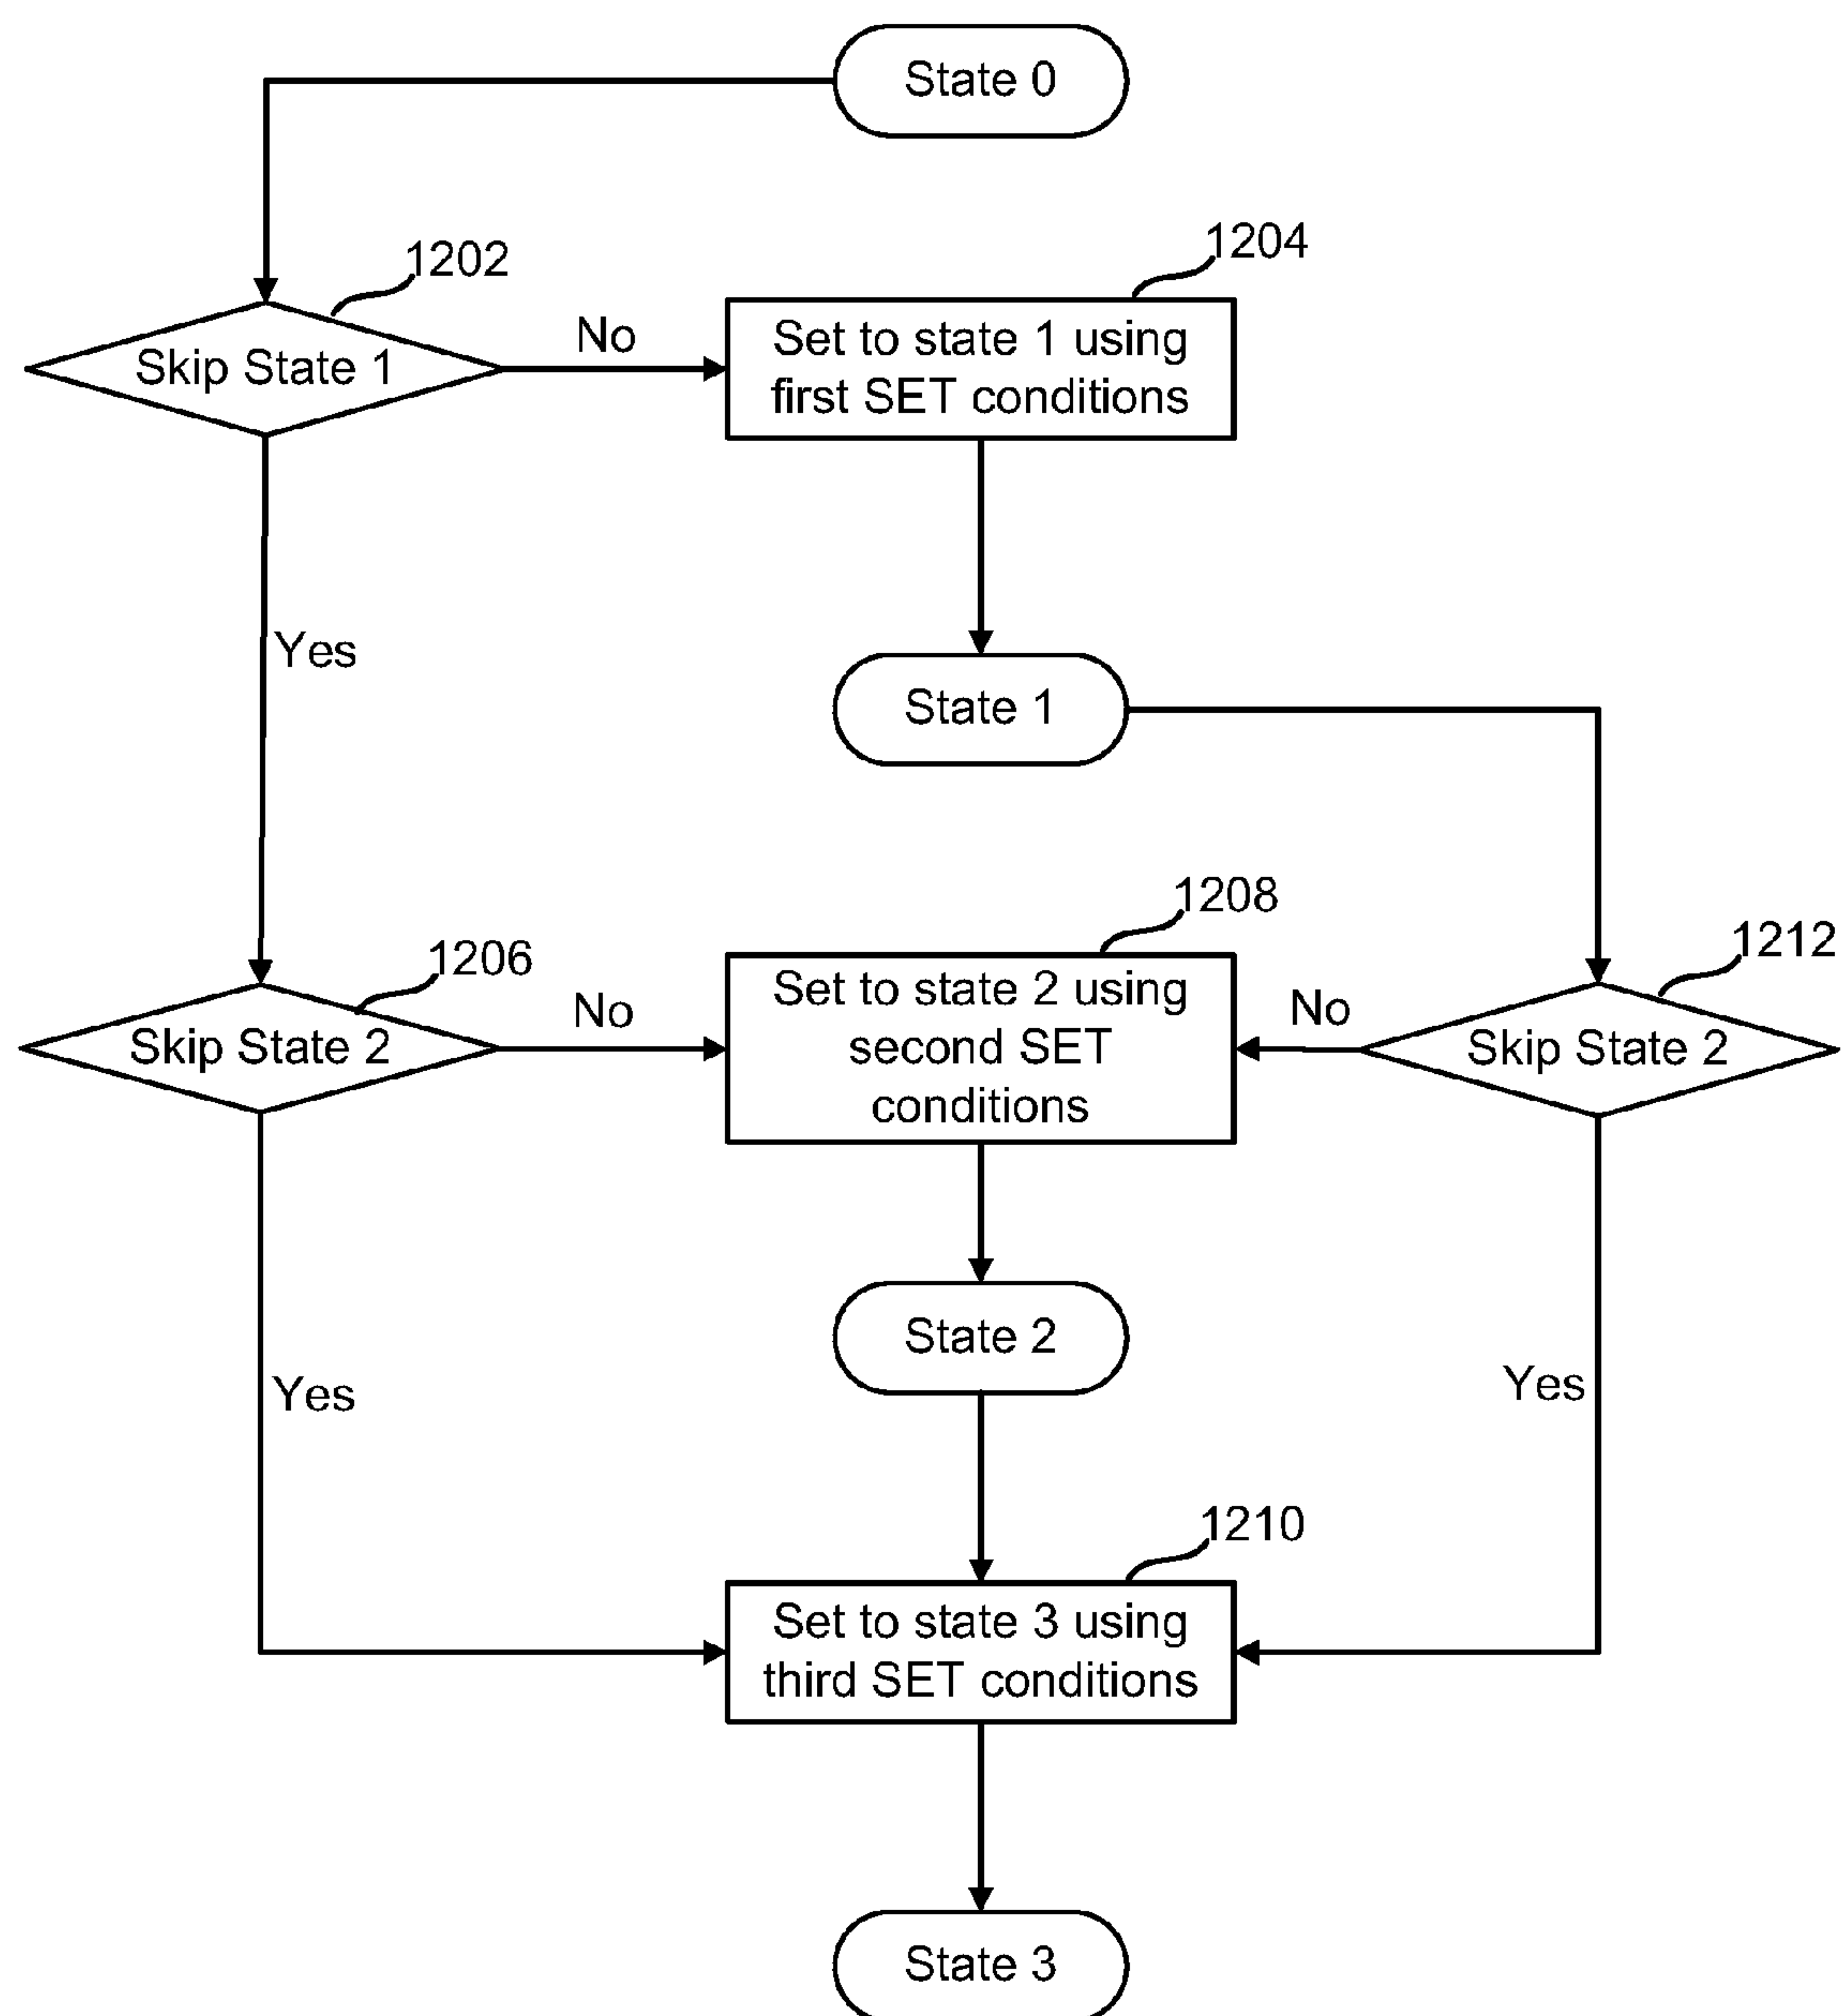 State 0
1202
1204
Skip State 1
No
Set to state 1 using
first SET conditions
Yes
State 1
1206
1208
1212
Skip State 2
No
Set to state 2 using
second SET
conditions
No
Skip State 2
State 2
Yes
Yes
1210
Set to state 3 using
third SET conditions
State 3